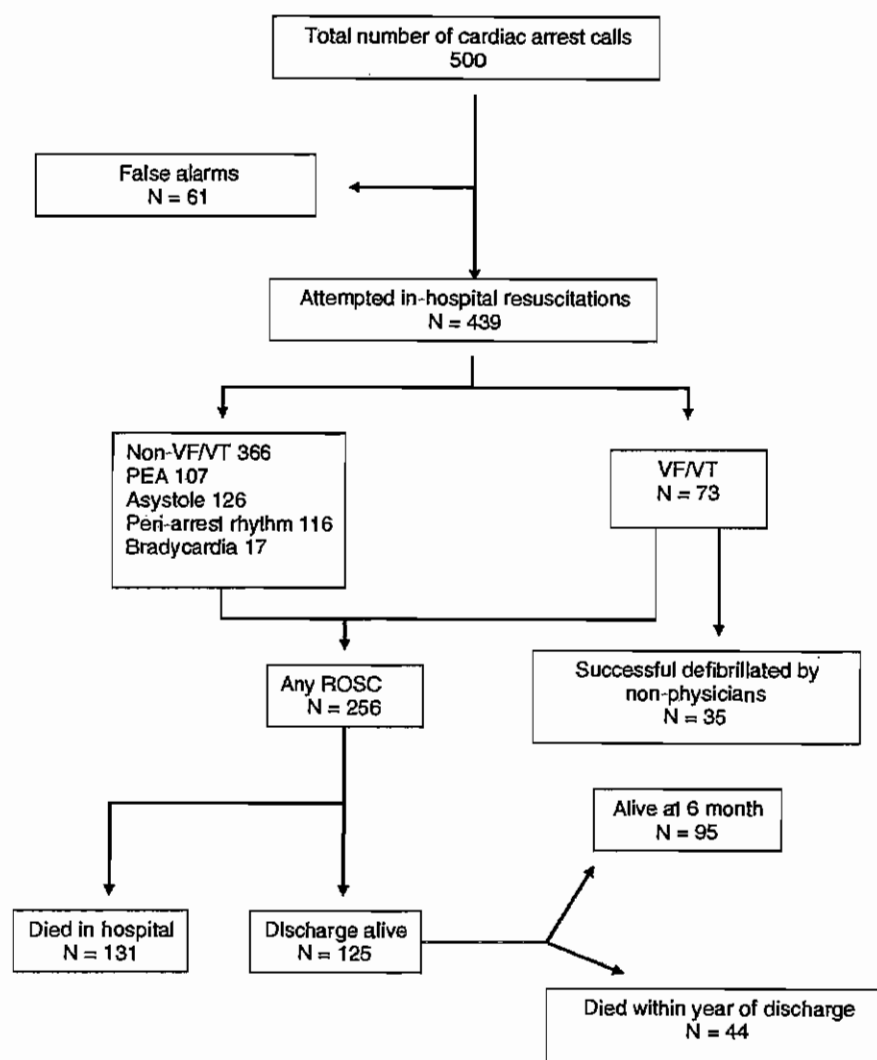 Total number of cardiac arrest calls
500
False alarms
N = 61
Attempted in-hospital resuscitations
N = 439
Non-VF/VT 366
PEA 107
Asystole 126
Peri-arrest rhythm 116
Bradycardia 17
VF/VT
N = 73
Any ROSC
N = 256
Successful defibrillated by
non-physicians
N = 35
Alive at 6 month
N = 95
Died in hospital
N = 131
Discharge alive
N = 125
Died within year of discharge
N = 44